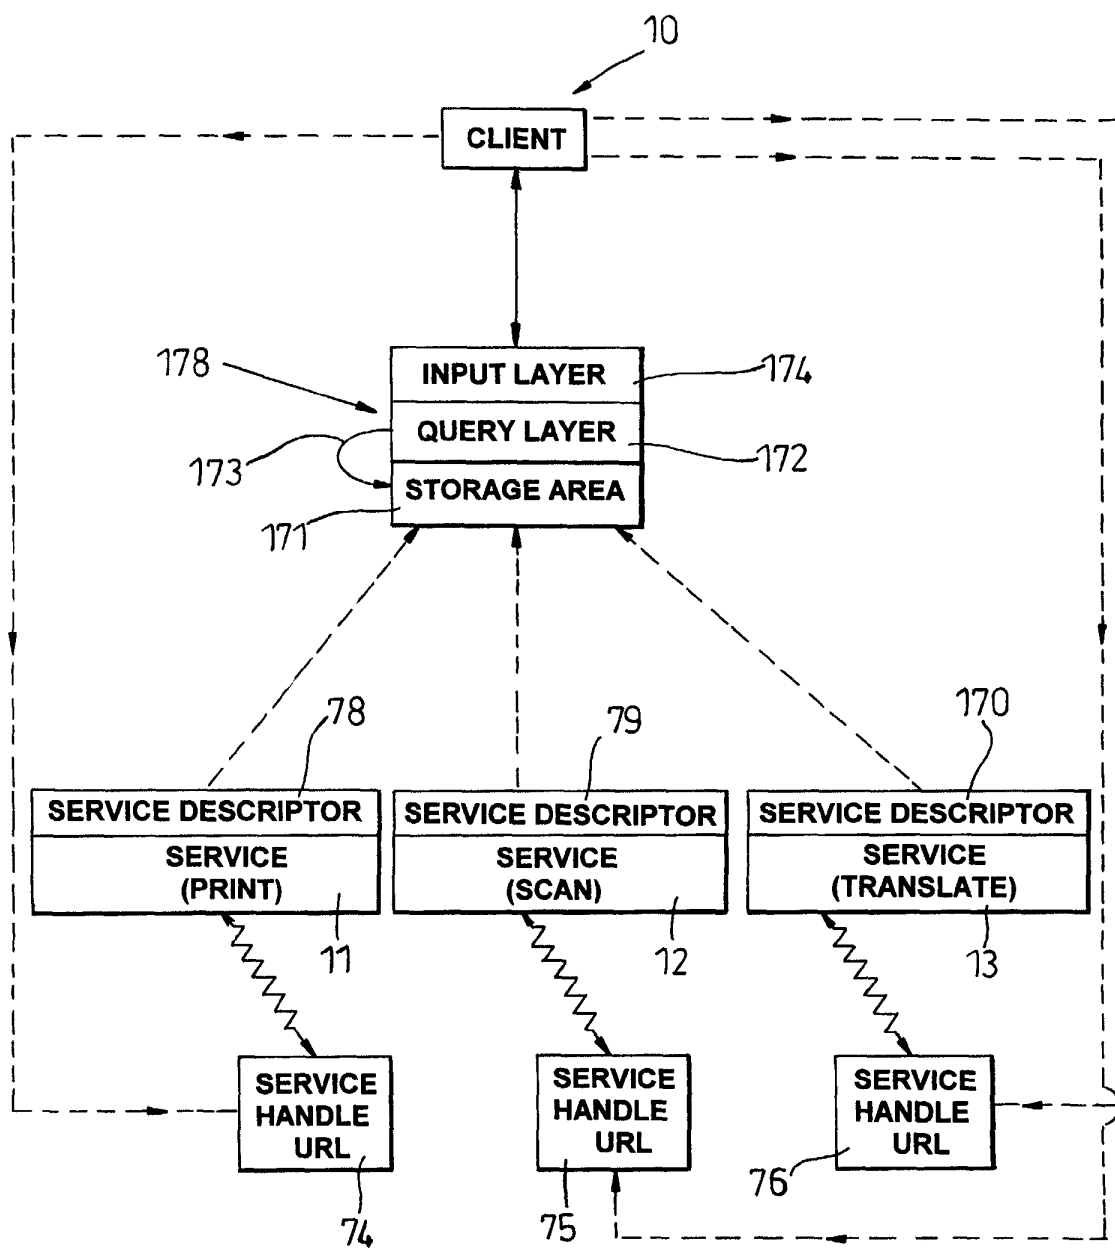 10
CLIENT
178
INPUT LAYER
174
QUERY LAYER
172
173
STORAGE AREA
171
78
79
170
SERVICE DESCRIPTOR
SERVICE
(PRINT)
SERVICE DESCRIPTOR
SERVICE
(SCAN)
SERVICE DESCRIPTOR
SERVICE
(TRANSLATE)
11
12
13
SERVICE
HANDLE
URL
SERVICE
HANDLE
URL
SERVICE
HANDLE
URL
74
75
76